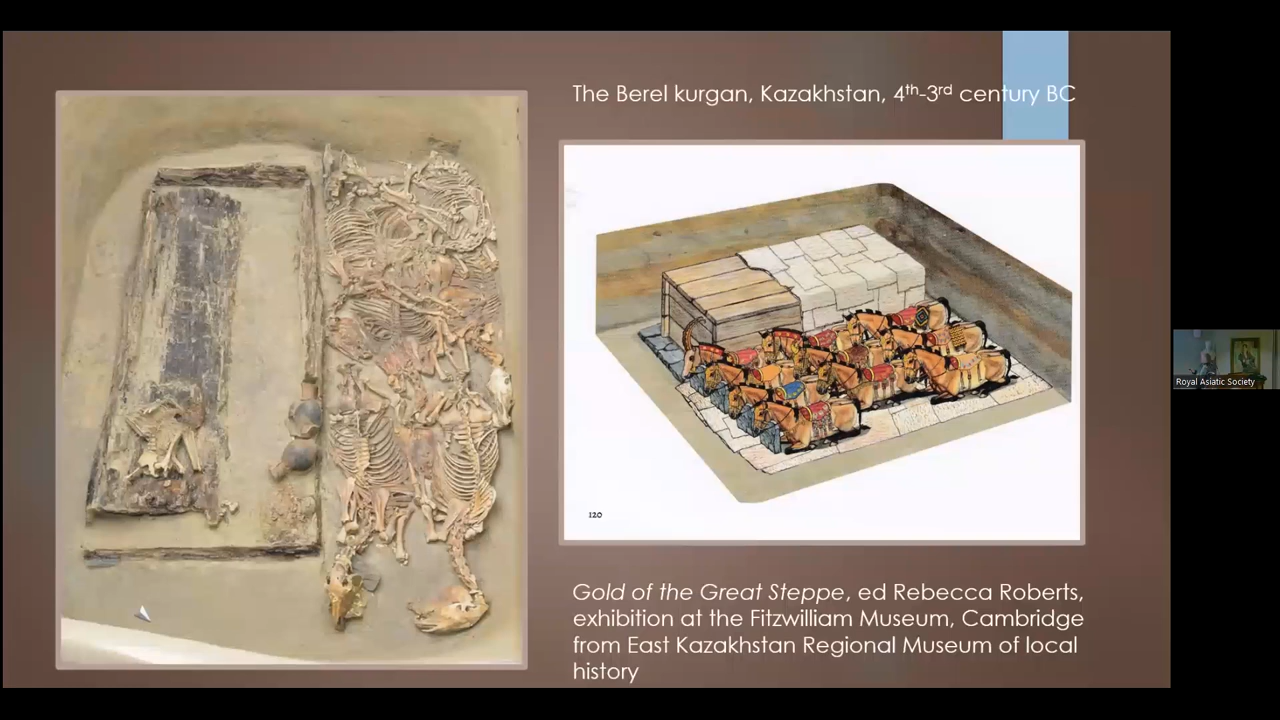 The Berel kurgan, Kazakhstan, 4th-3rd century BC
120
Gold of the Great Steppe, ed Rebecca Roberts,
exhibition at the Fitzwilliam Museum, Cambridge
from East Kazakhstan Regional Museum of local
history
Royal Asiatic Society